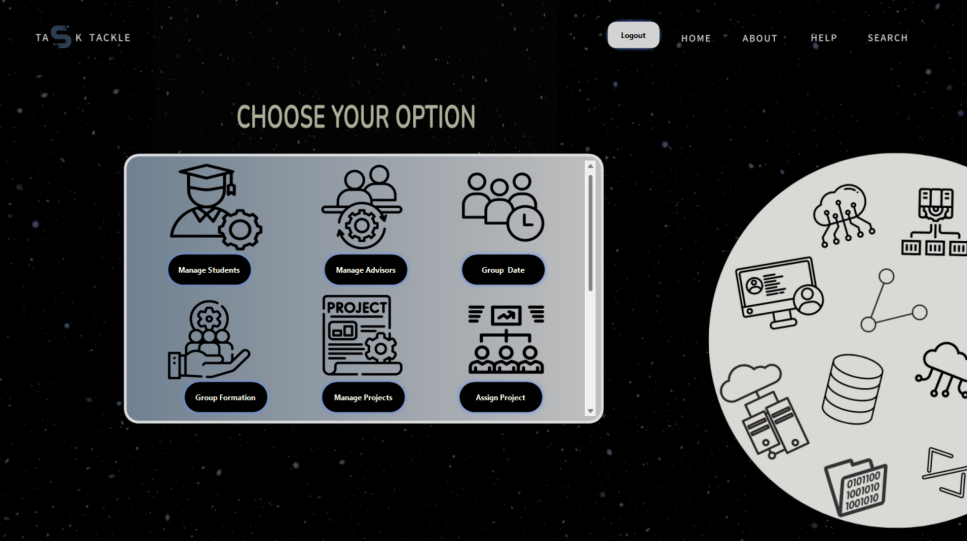 TASK TACKLE
Logout
HOME
ABOUT
HELP
SEARCH
CHOOSE YOUR OPTION
Manage Students
Manage Advisors
Group Date
PROJECT
Group Formation
Manage Projects
Assign Project
0101100
1001010
1001010